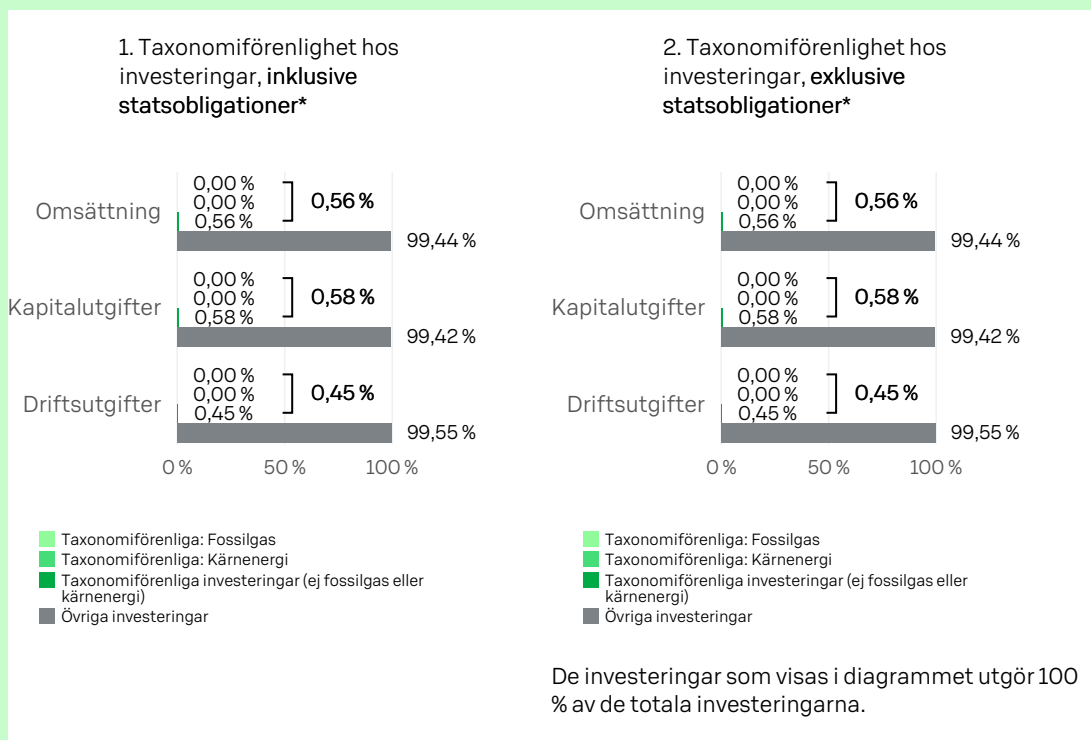 1. Taxonomiförenlighet hos
investeringar, inklusive
statsobligationer*
Omsättning
0,00 %
0,00 %
0,56 %
0,56 %
99,44 %
Kapitalutgifter
0,00 %
0,00 %
0,58 %
0,58 %
99,42 %
Driftsutgifter
0,00 %
0,00 %
0,45 %
0,45 %
99,55 %
0 %
50 %
100 %
Taxonomiförenliga: Fossilgas
Taxonomiförenliga: Kärnenergi
Taxonomiförenliga investeringar (ej fossilgas eller
kärnenergi)
Övriga investeringar
2. Taxonomiförenlighet hos
investeringar, exklusive
statsobligationer*
Omsättning
0,00 %
0,00 %
0,56 %
0,56 %
99,44 %
Kapitalutgifter
0,00 %
0,00 %
0,58 %
0,58 %
99,42 %
Driftsutgifter
0,00 %
0,00 %
0,45 %
0,45 %
99,55 %
0 %
50 %
100 %
Taxonomiförenliga: Fossilgas
Taxonomiförenliga: Kärnenergi
Taxonomiförenliga investeringar (ej fossilgas eller
kärnenergi)
Övriga investeringar
De investeringar som visas i diagrammet utgör 100
% av de totala investeringarna.